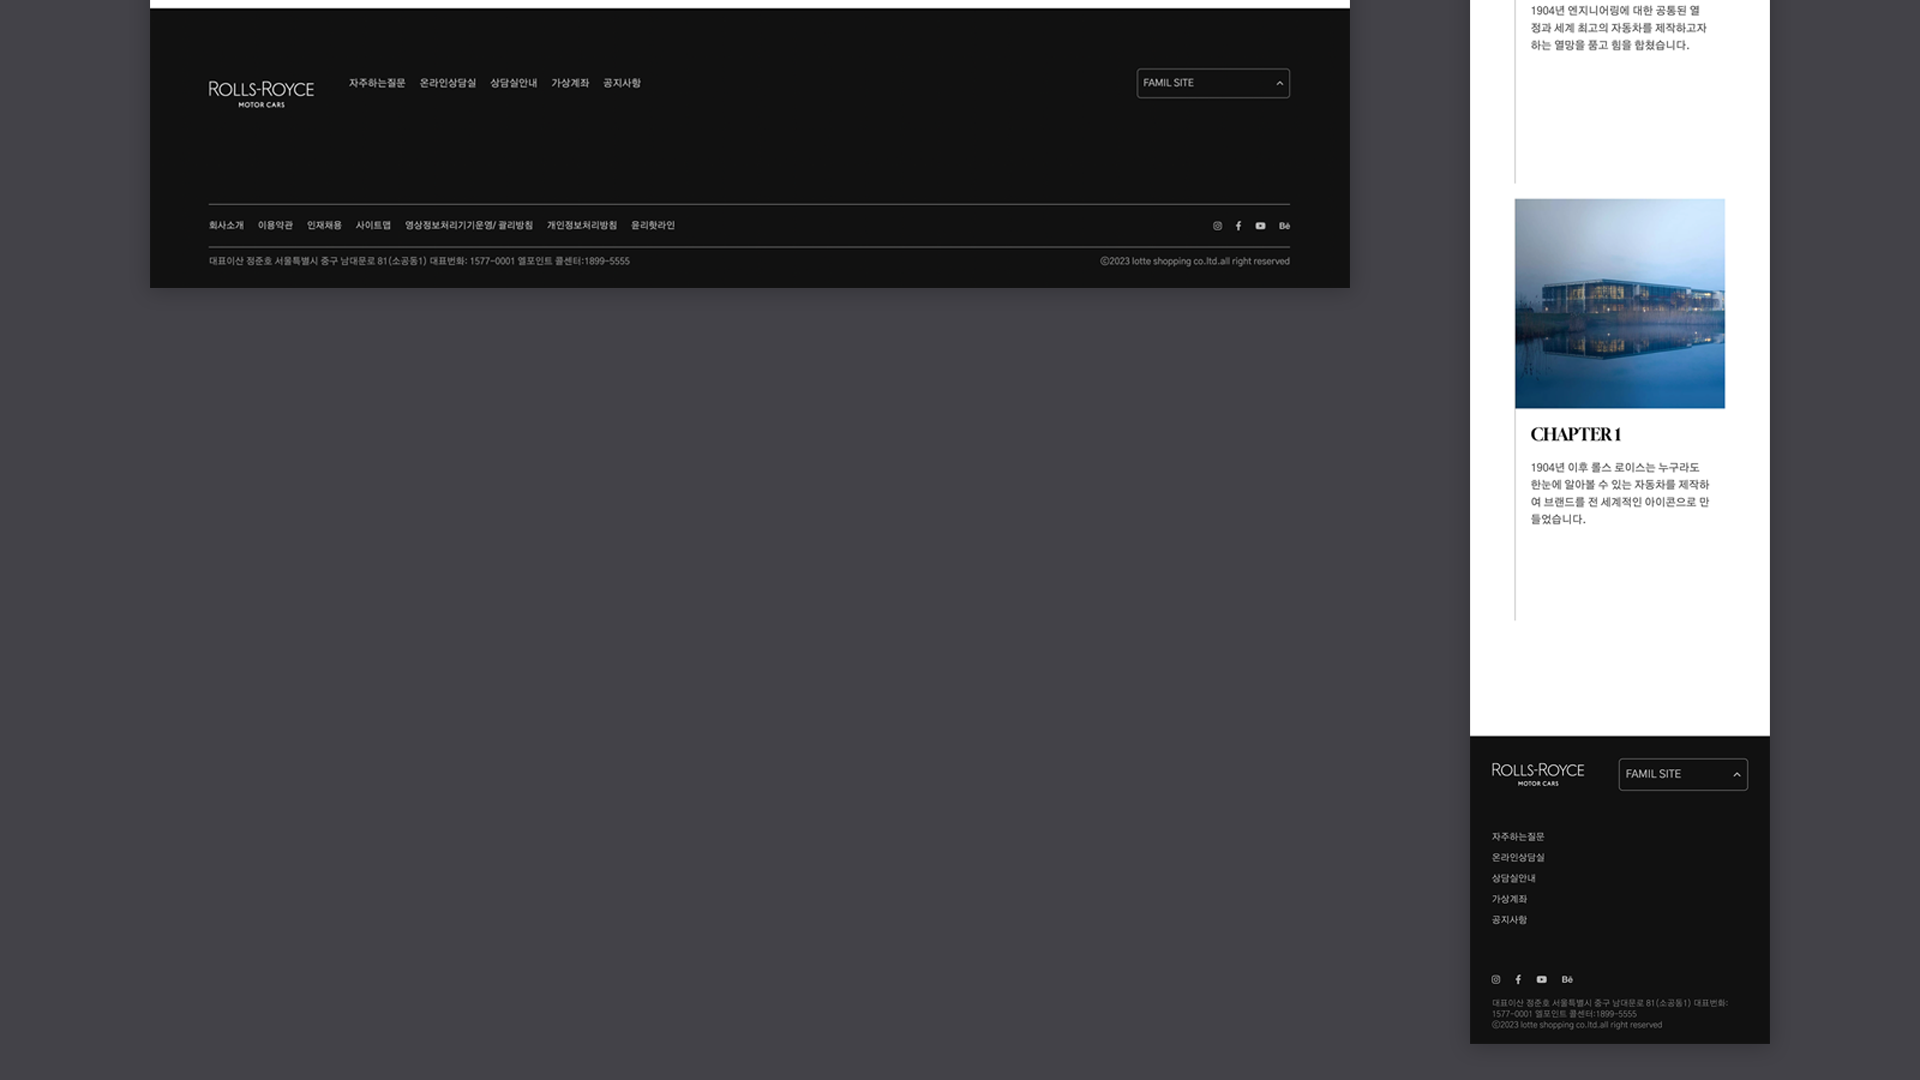 ROLLS-ROYCE
MOTOR CARS
자주하는질문 온라인상담실 상담실안내 가상계좌 공지사항
FAMIL SITE
회사소개 이용약관 인재채용 사이트맵 영상정보처리기기운영/ 괄리방침 개인정보처리방침 윤리핫라인
Bē
대표이산 정준호 서울특별시 중구 남대문로 81(소공동1) 대표번화: 1577-0001 엘포인트 콜센터:1899-5555
ⓒ2023 lotte shopping co.ltd.all right reserved
1904년 엔지니어링에 대한 공통된 열
정과 세계 최고의 자동차를 제작하고자
하는 열망을 품고 힘을 합쳤습니다.
CHAPTER 1
1904년 이후 롤스 로이스는 누구라도
한눈에 알아볼 수 있는 자동차를 제작하
여 브랜드를 전 세계적인 아이콘으로 만
들었습니다.
ROLLS-ROYCE
MOTOR CARS
FAMIL SITE
자주하는질문
온라인상담실
상담실안내
가상계좌
공지사항
Bē
대표이산 정준호 서울특별시 중구 남대문로 81(소공동1) 대표번화:
1577-0001 엘포인트 콜센터:1899-5555
ⓒ2023 lotte shopping co.ltd.all right reserved